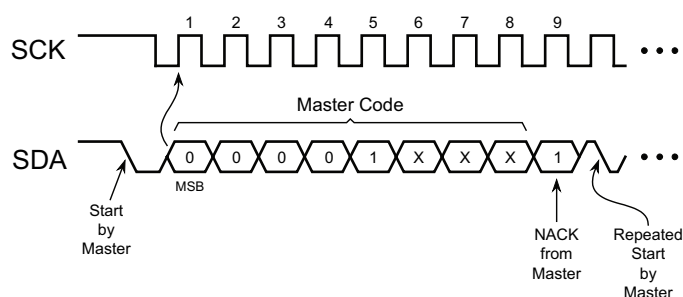 1 2 3 4 5 6 7 8 9
SCK
Master Code
SDA
0 0 0 0 1 X X X 1
MSB
Start
by
Master
NACK
from
Master
Repeated
Start
by
Master